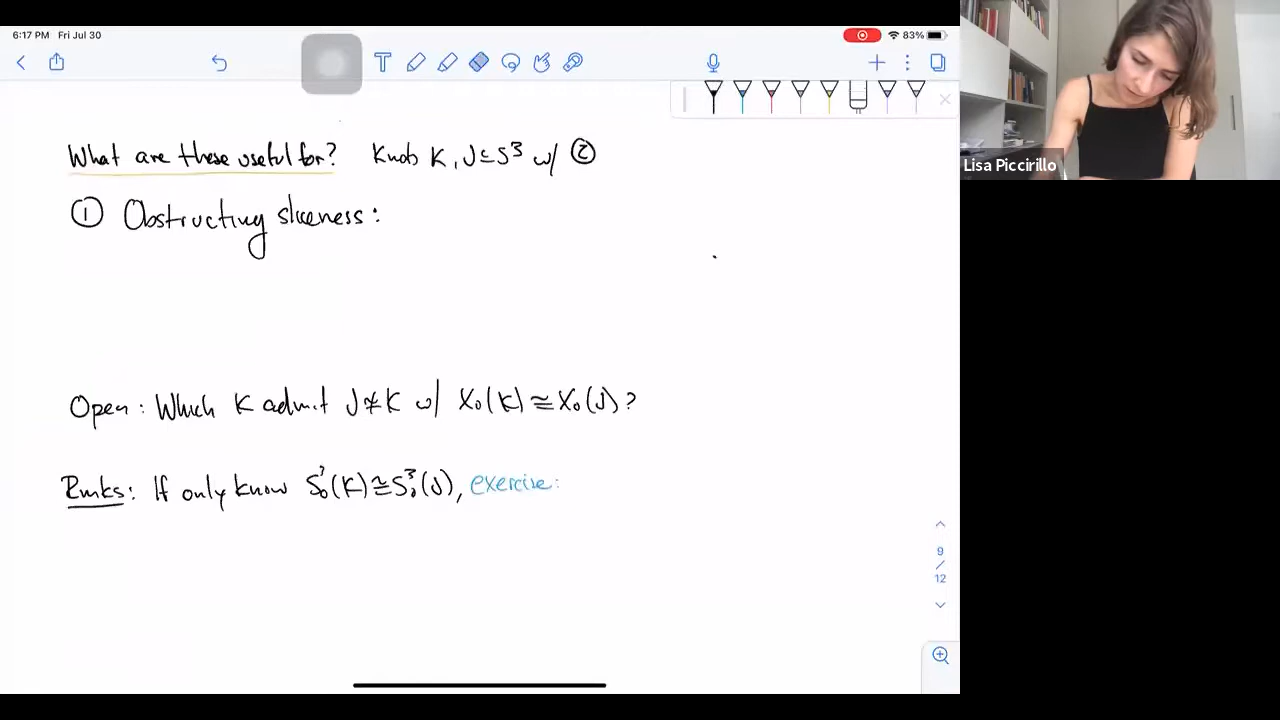 6:17 PM Fri Jul 30
83%
What are these useful for? Knots K, J ⊆ S³ w/ ②
① Obstructing sliceness:
Lisa Piccirillo
Open: Which K admit J ≄ K w/ X₀(K) ≅ X₀(J)?
Rmks: If only know S³₀(K) ≅ S³₀(J), exercise:
9
/
12